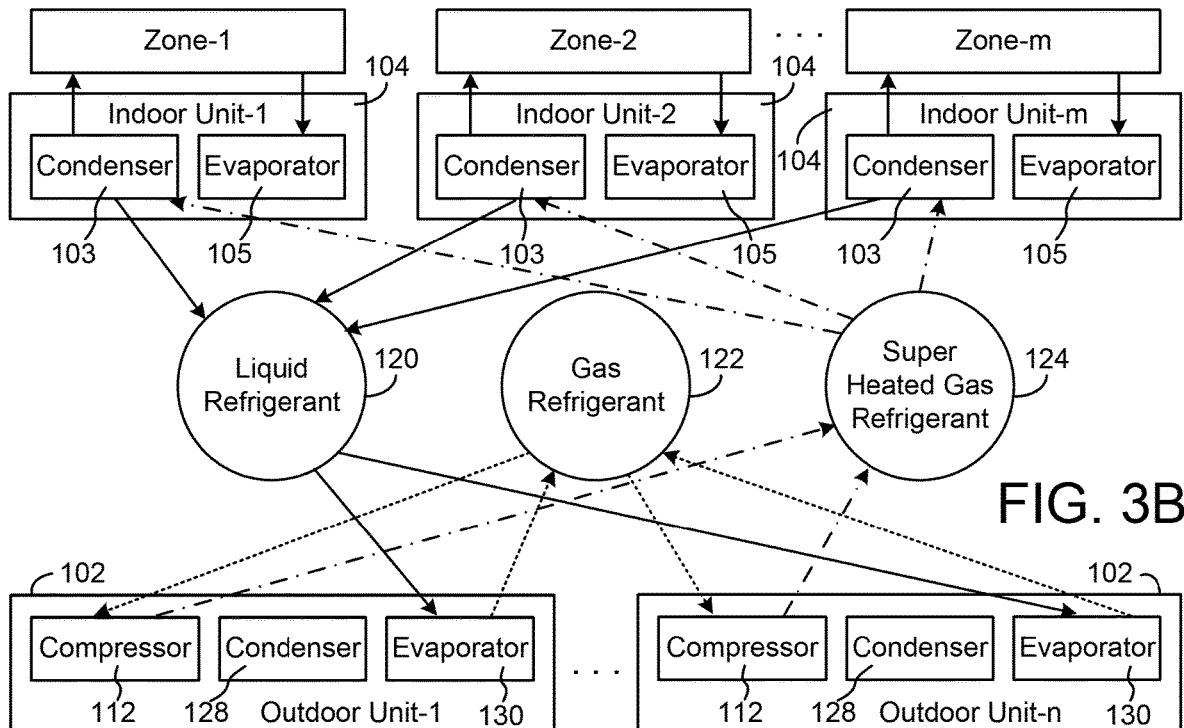 Zone-1
Zone-2
. . .
Zone-m
104
104
Indoor Unit-1
Indoor Unit-2
Indoor Unit-m
Condenser
Evaporator
Condenser
Evaporator
104
Condenser
Evaporator
103
105
103
105
103
105
Liquid
Refrigerant
120
Gas
Refrigerant
122
Super
Heated Gas
Refrigerant
124
FIG. 3B
102
102
Compressor
Condenser
Evaporator
. . .
Compressor
Condenser
Evaporator
112
128
Outdoor Unit-1
130
112
128
Outdoor Unit-n
130